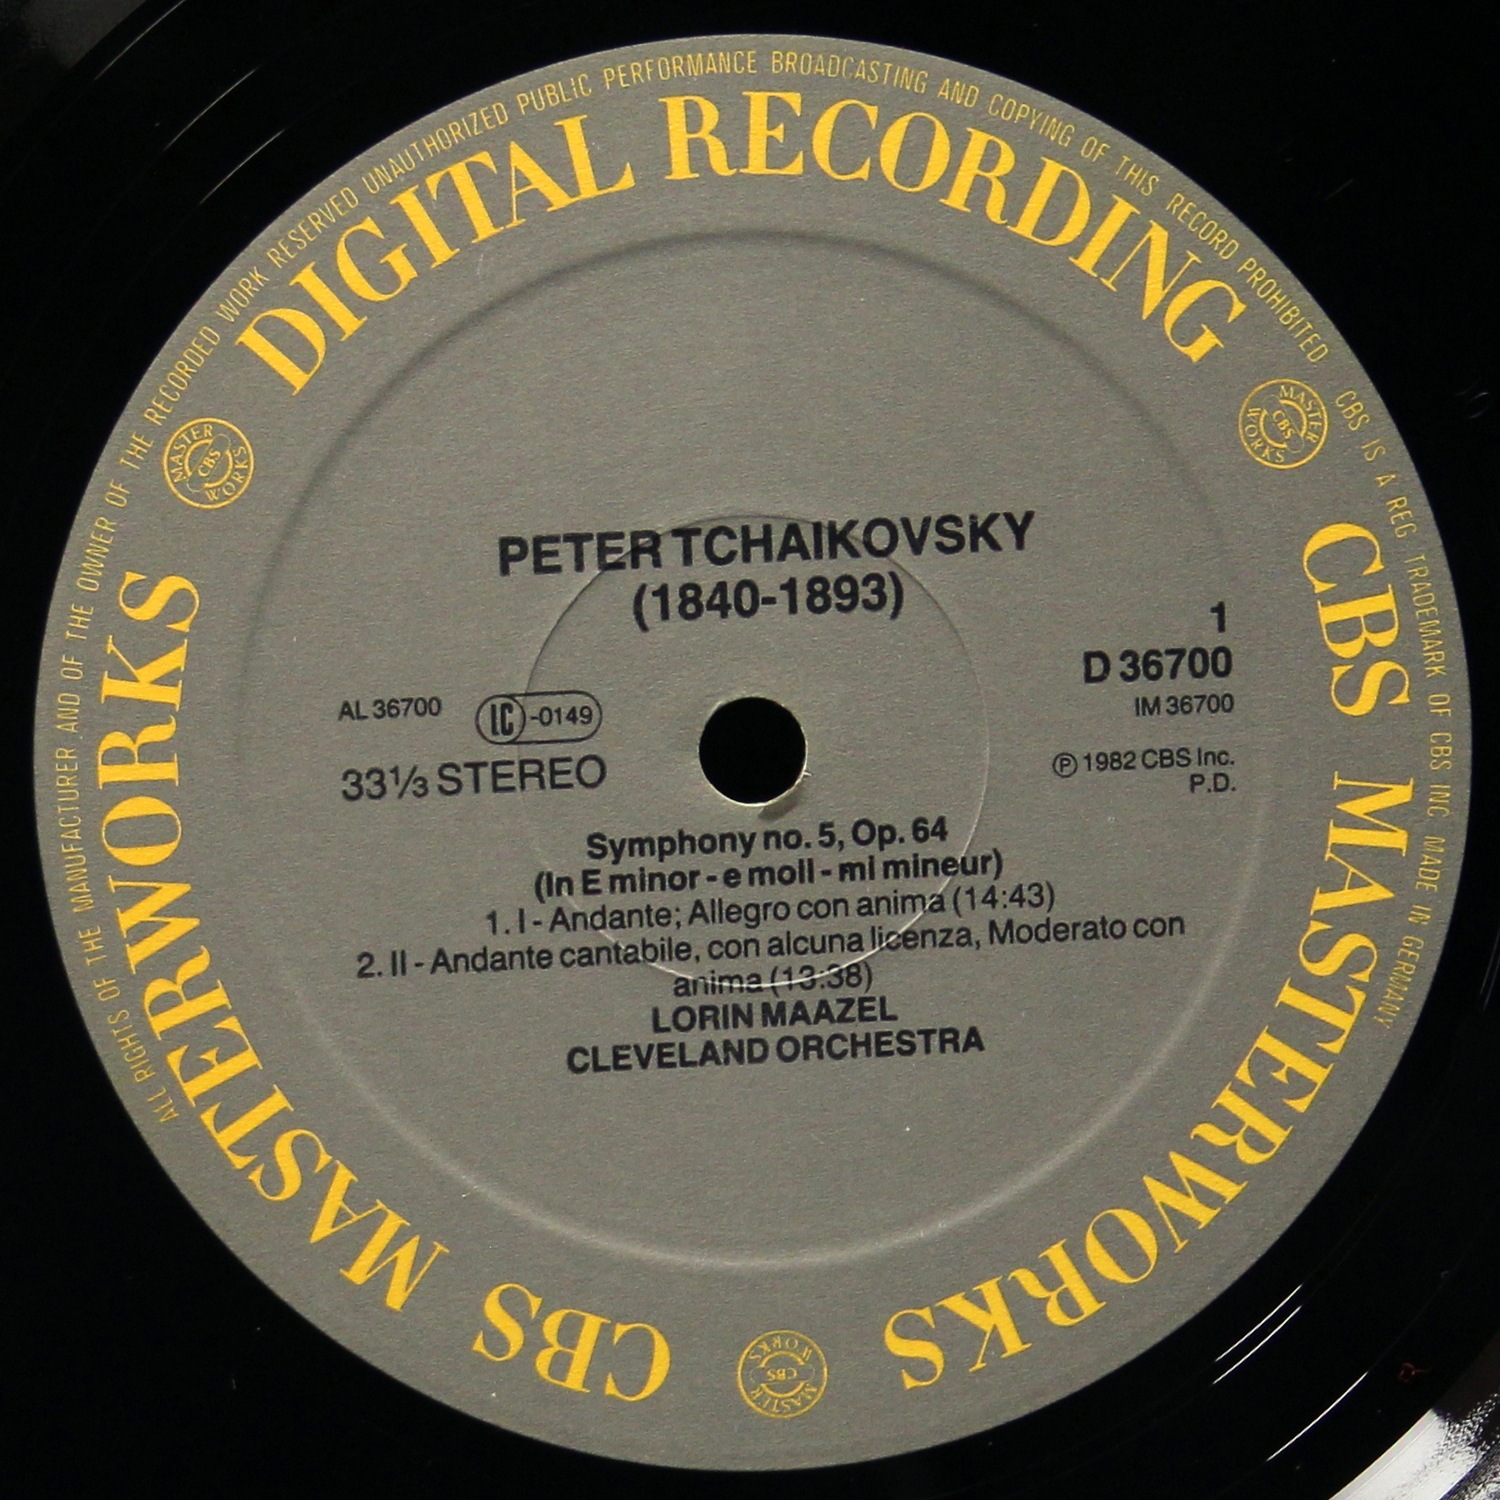 ALL RIGHTS OF THE MANUFACTURER AND OF THE OWNER OF THE RECORDED WORK RESERVED UNAUTHORIZED PUBLIC PERFORMANCE BROADCASTING AND COPYING OF THIS RECORD PROHIBITED. CBS IS A REG. TRADEMARK OF CBS INC. MADE IN GERMANY
DIGITAL RECORDING
CBS MASTERWORKS
CBS MASTERWORKS
MASTER WORKS CBS
MASTER WORKS CBS
MASTER WORKS CBS
PETER TCHAIKOVSKY
(1840-1893)
1
D 36700
AL 36700
LC-0149
IM 36700
33⅓ STEREO
℗ 1982 CBS Inc.
P.D.
Symphony no. 5, Op. 64
(In E minor - e moll - mi mineur)
1. I - Andante; Allegro con anima (14:43)
2. II - Andante cantabile, con alcuna licenza, Moderato con
anima (13:38)
LORIN MAAZEL
CLEVELAND ORCHESTRA